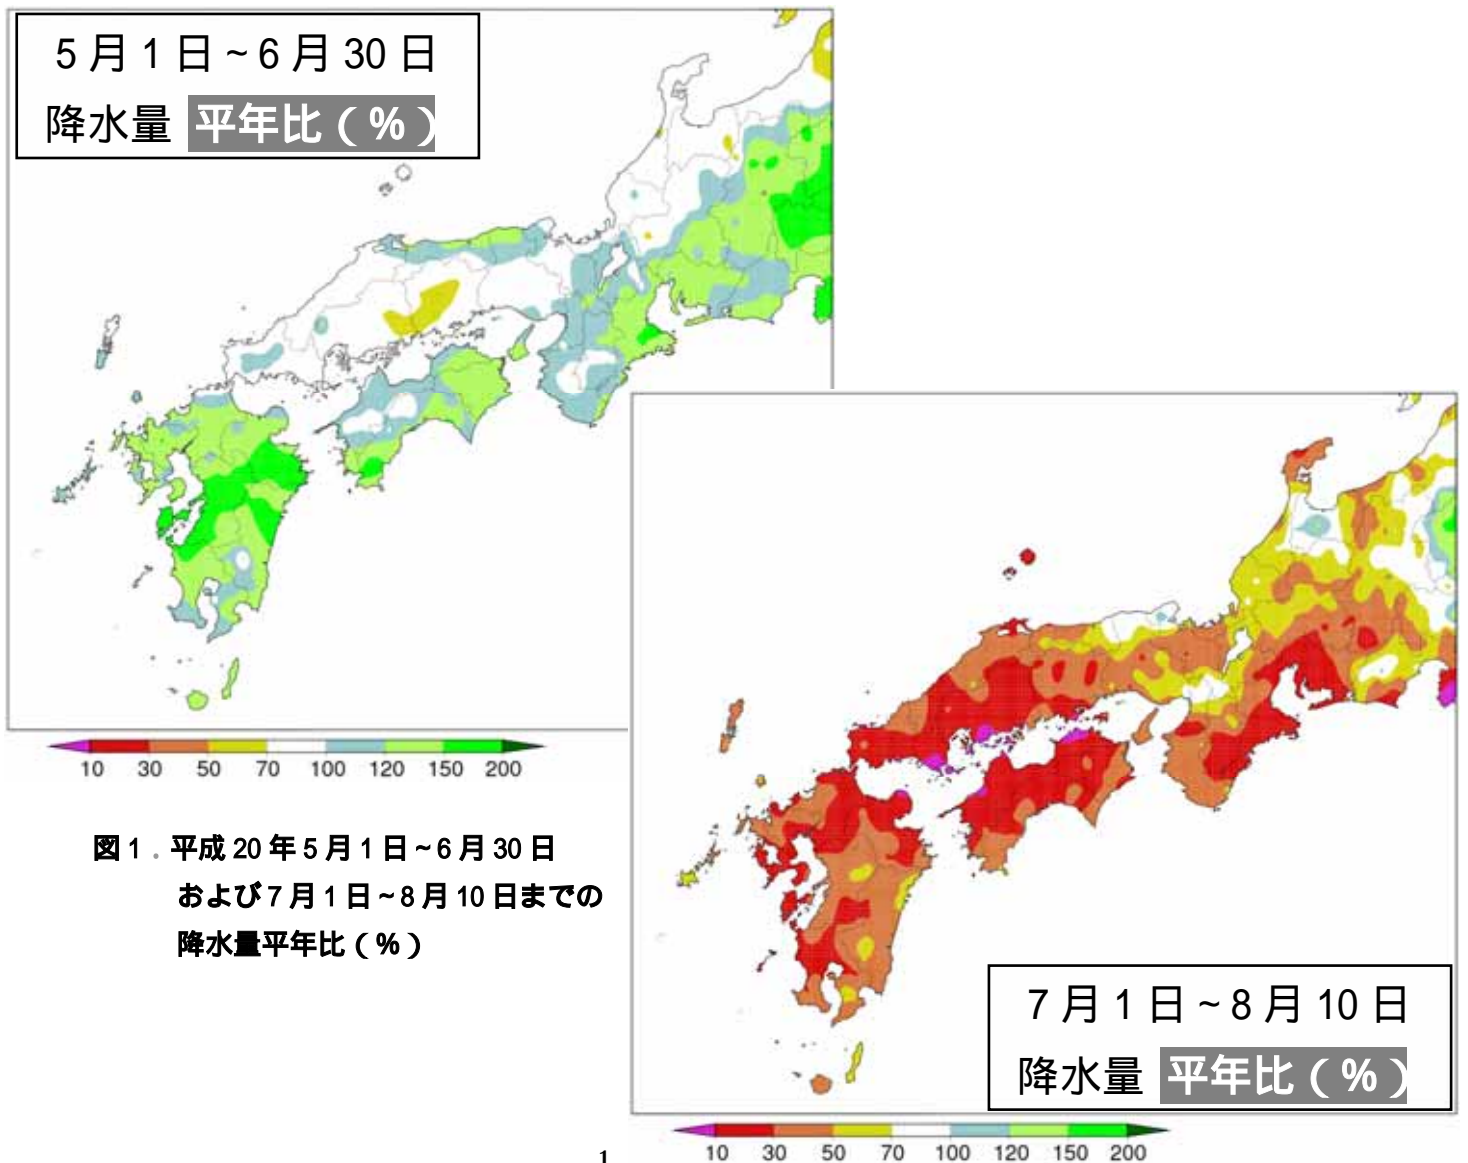 5月1日~6月30日
降水量 平年比(%)
10 30 50 70 100 120 150 200
図1.平成20年5月1日~6月30日
および7月1日~8月10日までの
降水量平年比(%)
7月1日~8月10日
降水量 平年比(%)
10 30 50 70 100 120 150 200
1